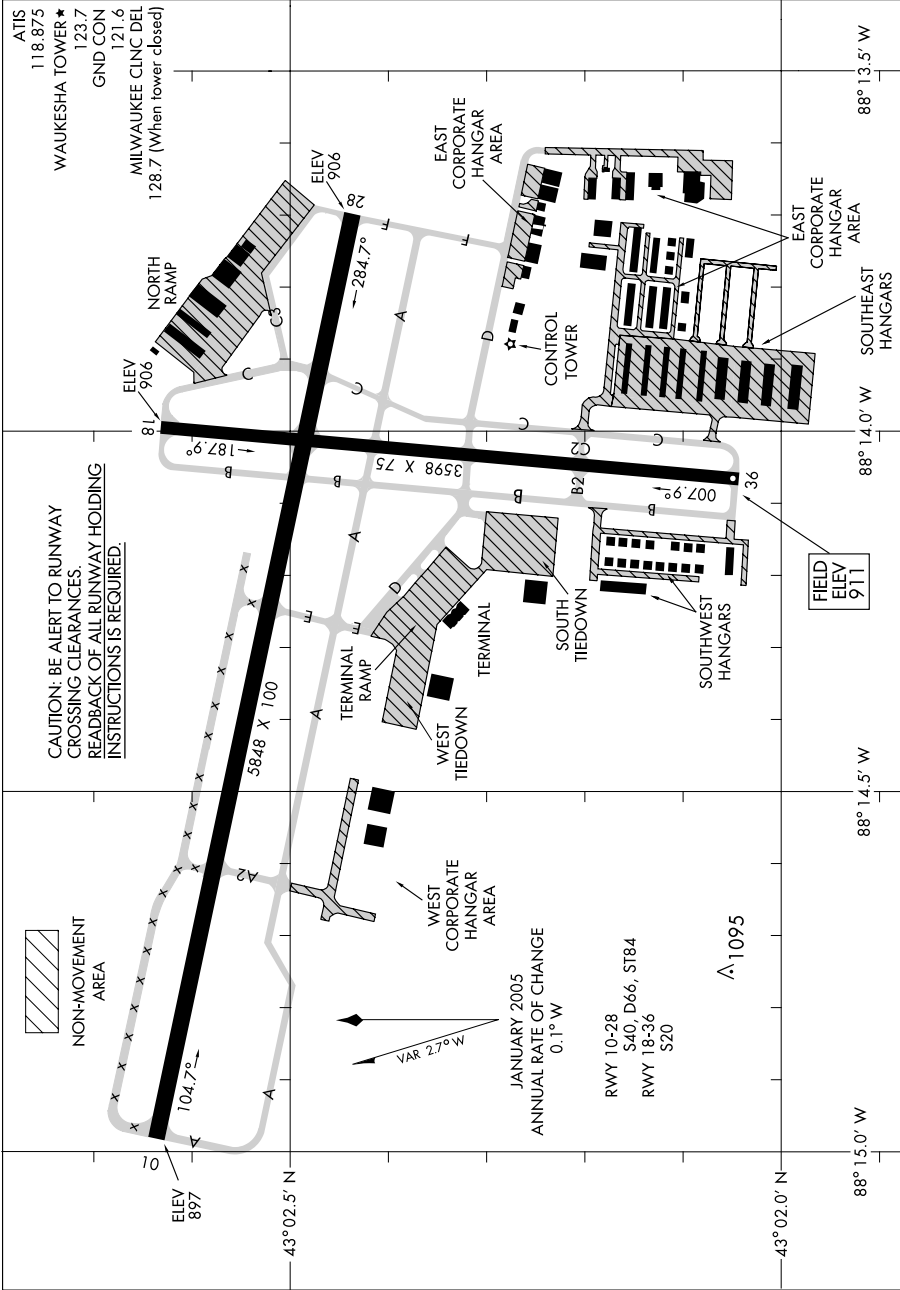 ATIS
118.875
WAUKESHA TOWER★
123.7
GND CON
121.6
MILWAUKEE CLNC DEL
128.7 (When tower closed)
CAUTION: BE ALERT TO RUNWAY
CROSSING CLEARANCES.
READBACK OF ALL RUNWAY HOLDING
INSTRUCTIONS IS REQUIRED.
NON-MOVEMENT
AREA
ELEV
897
10
104.7°
A
A
A2
5848 X 100
A
E
E
A
D
ELEV
906
18
187.9°
B
B
B
B2
B
3598 X 75
C
C3
C
C
C2
C
NORTH
RAMP
ELEV
906
28
284.7°
F
F
A
D
EAST
CORPORATE
HANGAR
AREA
CONTROL
TOWER
EAST
CORPORATE
HANGAR
AREA
SOUTHEAST
HANGARS
007.9°
36
FIELD
ELEV
911
SOUTHWEST
HANGARS
SOUTH
TIEDOWN
TERMINAL
TERMINAL
RAMP
WEST
TIEDOWN
WEST
CORPORATE
HANGAR
AREA
VAR 2.7° W
JANUARY 2005
ANNUAL RATE OF CHANGE
0.1° W
RWY 10-28
S40, D66, ST84
RWY 18-36
S20
1095
43°02.5' N
43°02.0' N
88°15.0' W
88°14.5' W
88°14.0' W
88°13.5' W